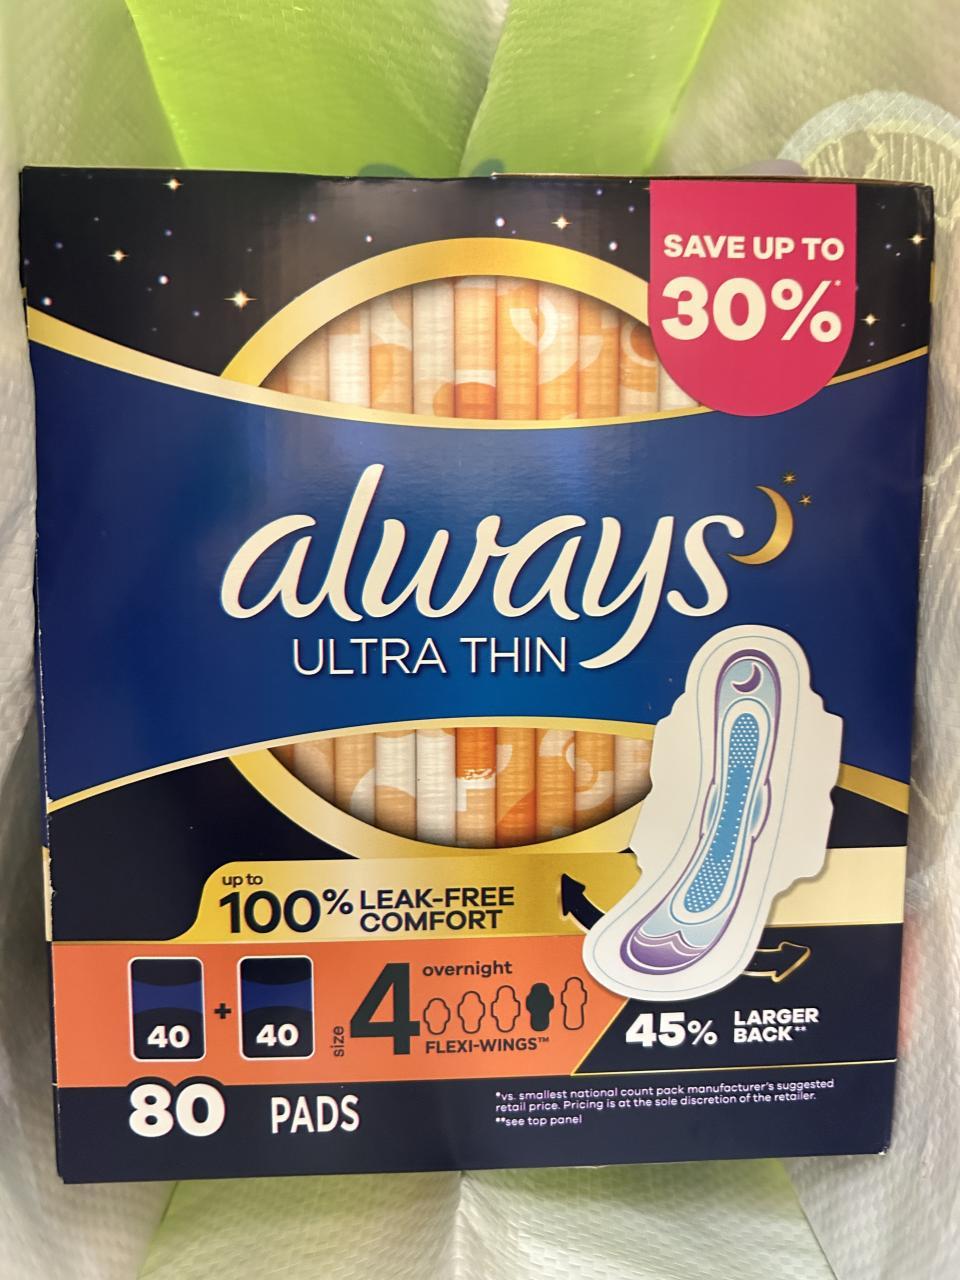 SAVE UP TO
30%*
always
ULTRA THIN
up to
100% LEAK-FREE
COMFORT
40 + 40
size 4 overnight
FLEXI-WINGS™
45% LARGER
BACK**
80 PADS
*vs. smallest national count pack manufacturer's suggested
retail price. Pricing is at the sole discretion of the retailer.
**see top panel